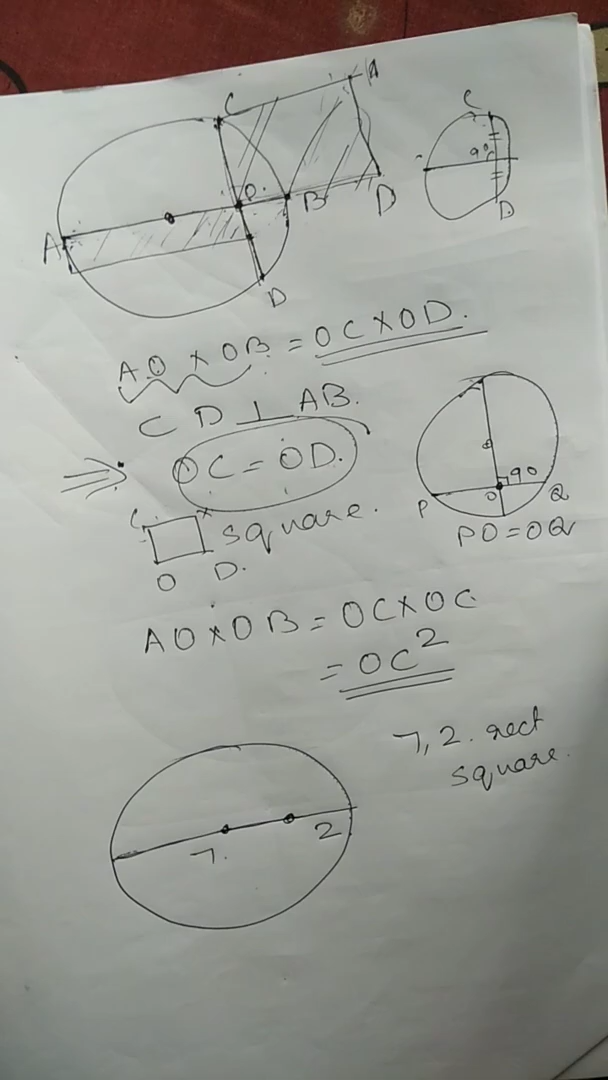 C A
A O B D
D
C
90
D
AO × OB = OC × OD.
CD ⊥ AB.
⇒ OC = OD.
90
P O Q
PO = OQ
C x
square.
O D.
AO × OB = OC × OC
= OC²
7, 2. rect
square.
7. 2